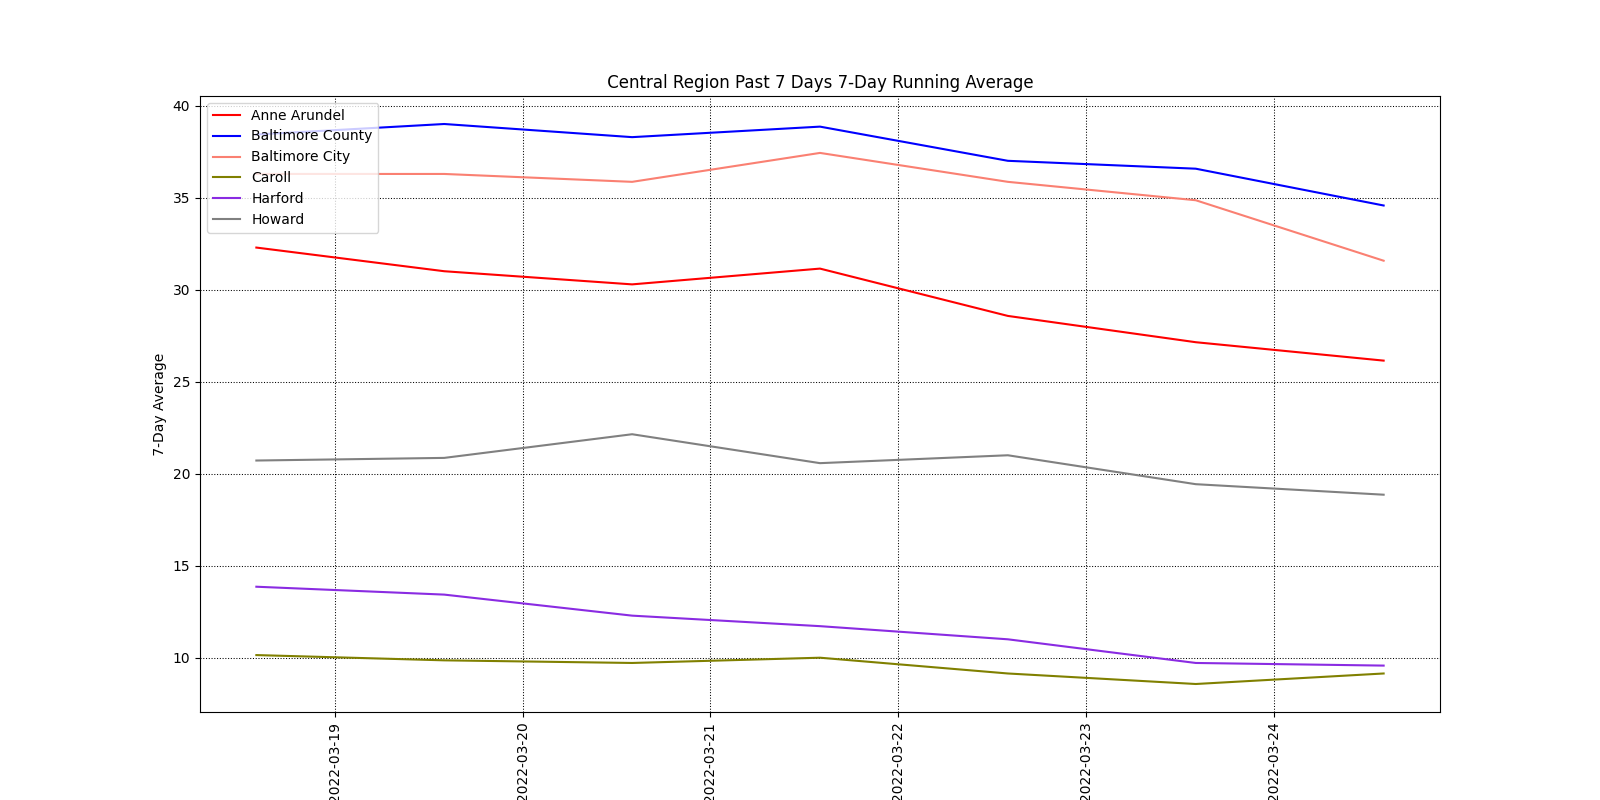 Central Region Past 7 Days 7-Day Running Average
Anne Arundel
Baltimore County
Baltimore City
Caroll
Harford
Howard
7-Day Average
40
35
30
25
20
15
10
2022-03-19
2022-03-20
2022-03-21
2022-03-22
2022-03-23
2022-03-24